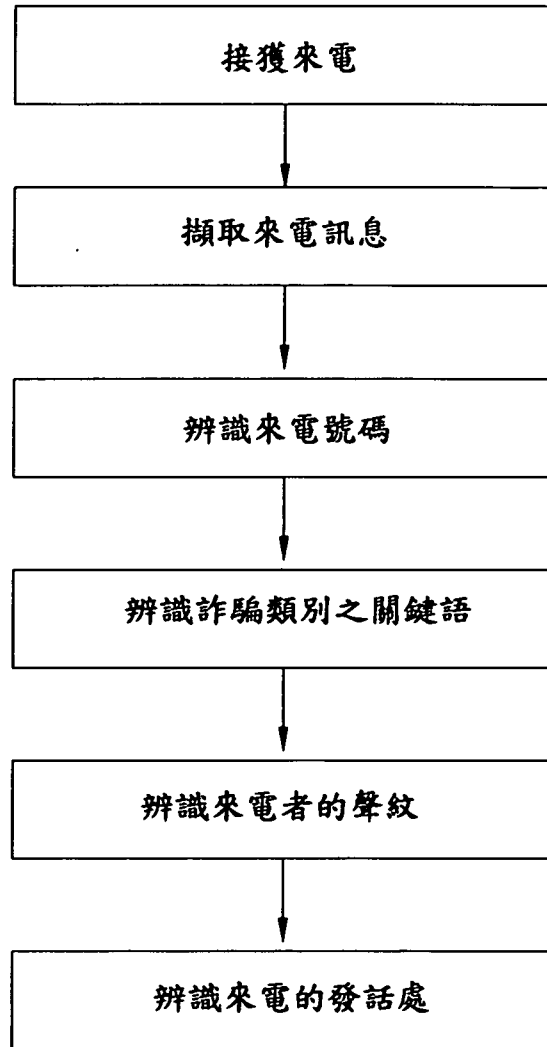 接獲來電
擷取來電訊息
辨識來電號碼
辨識詐騙類別之關鍵語
辨識來電者的聲紋
辨識來電的發話處